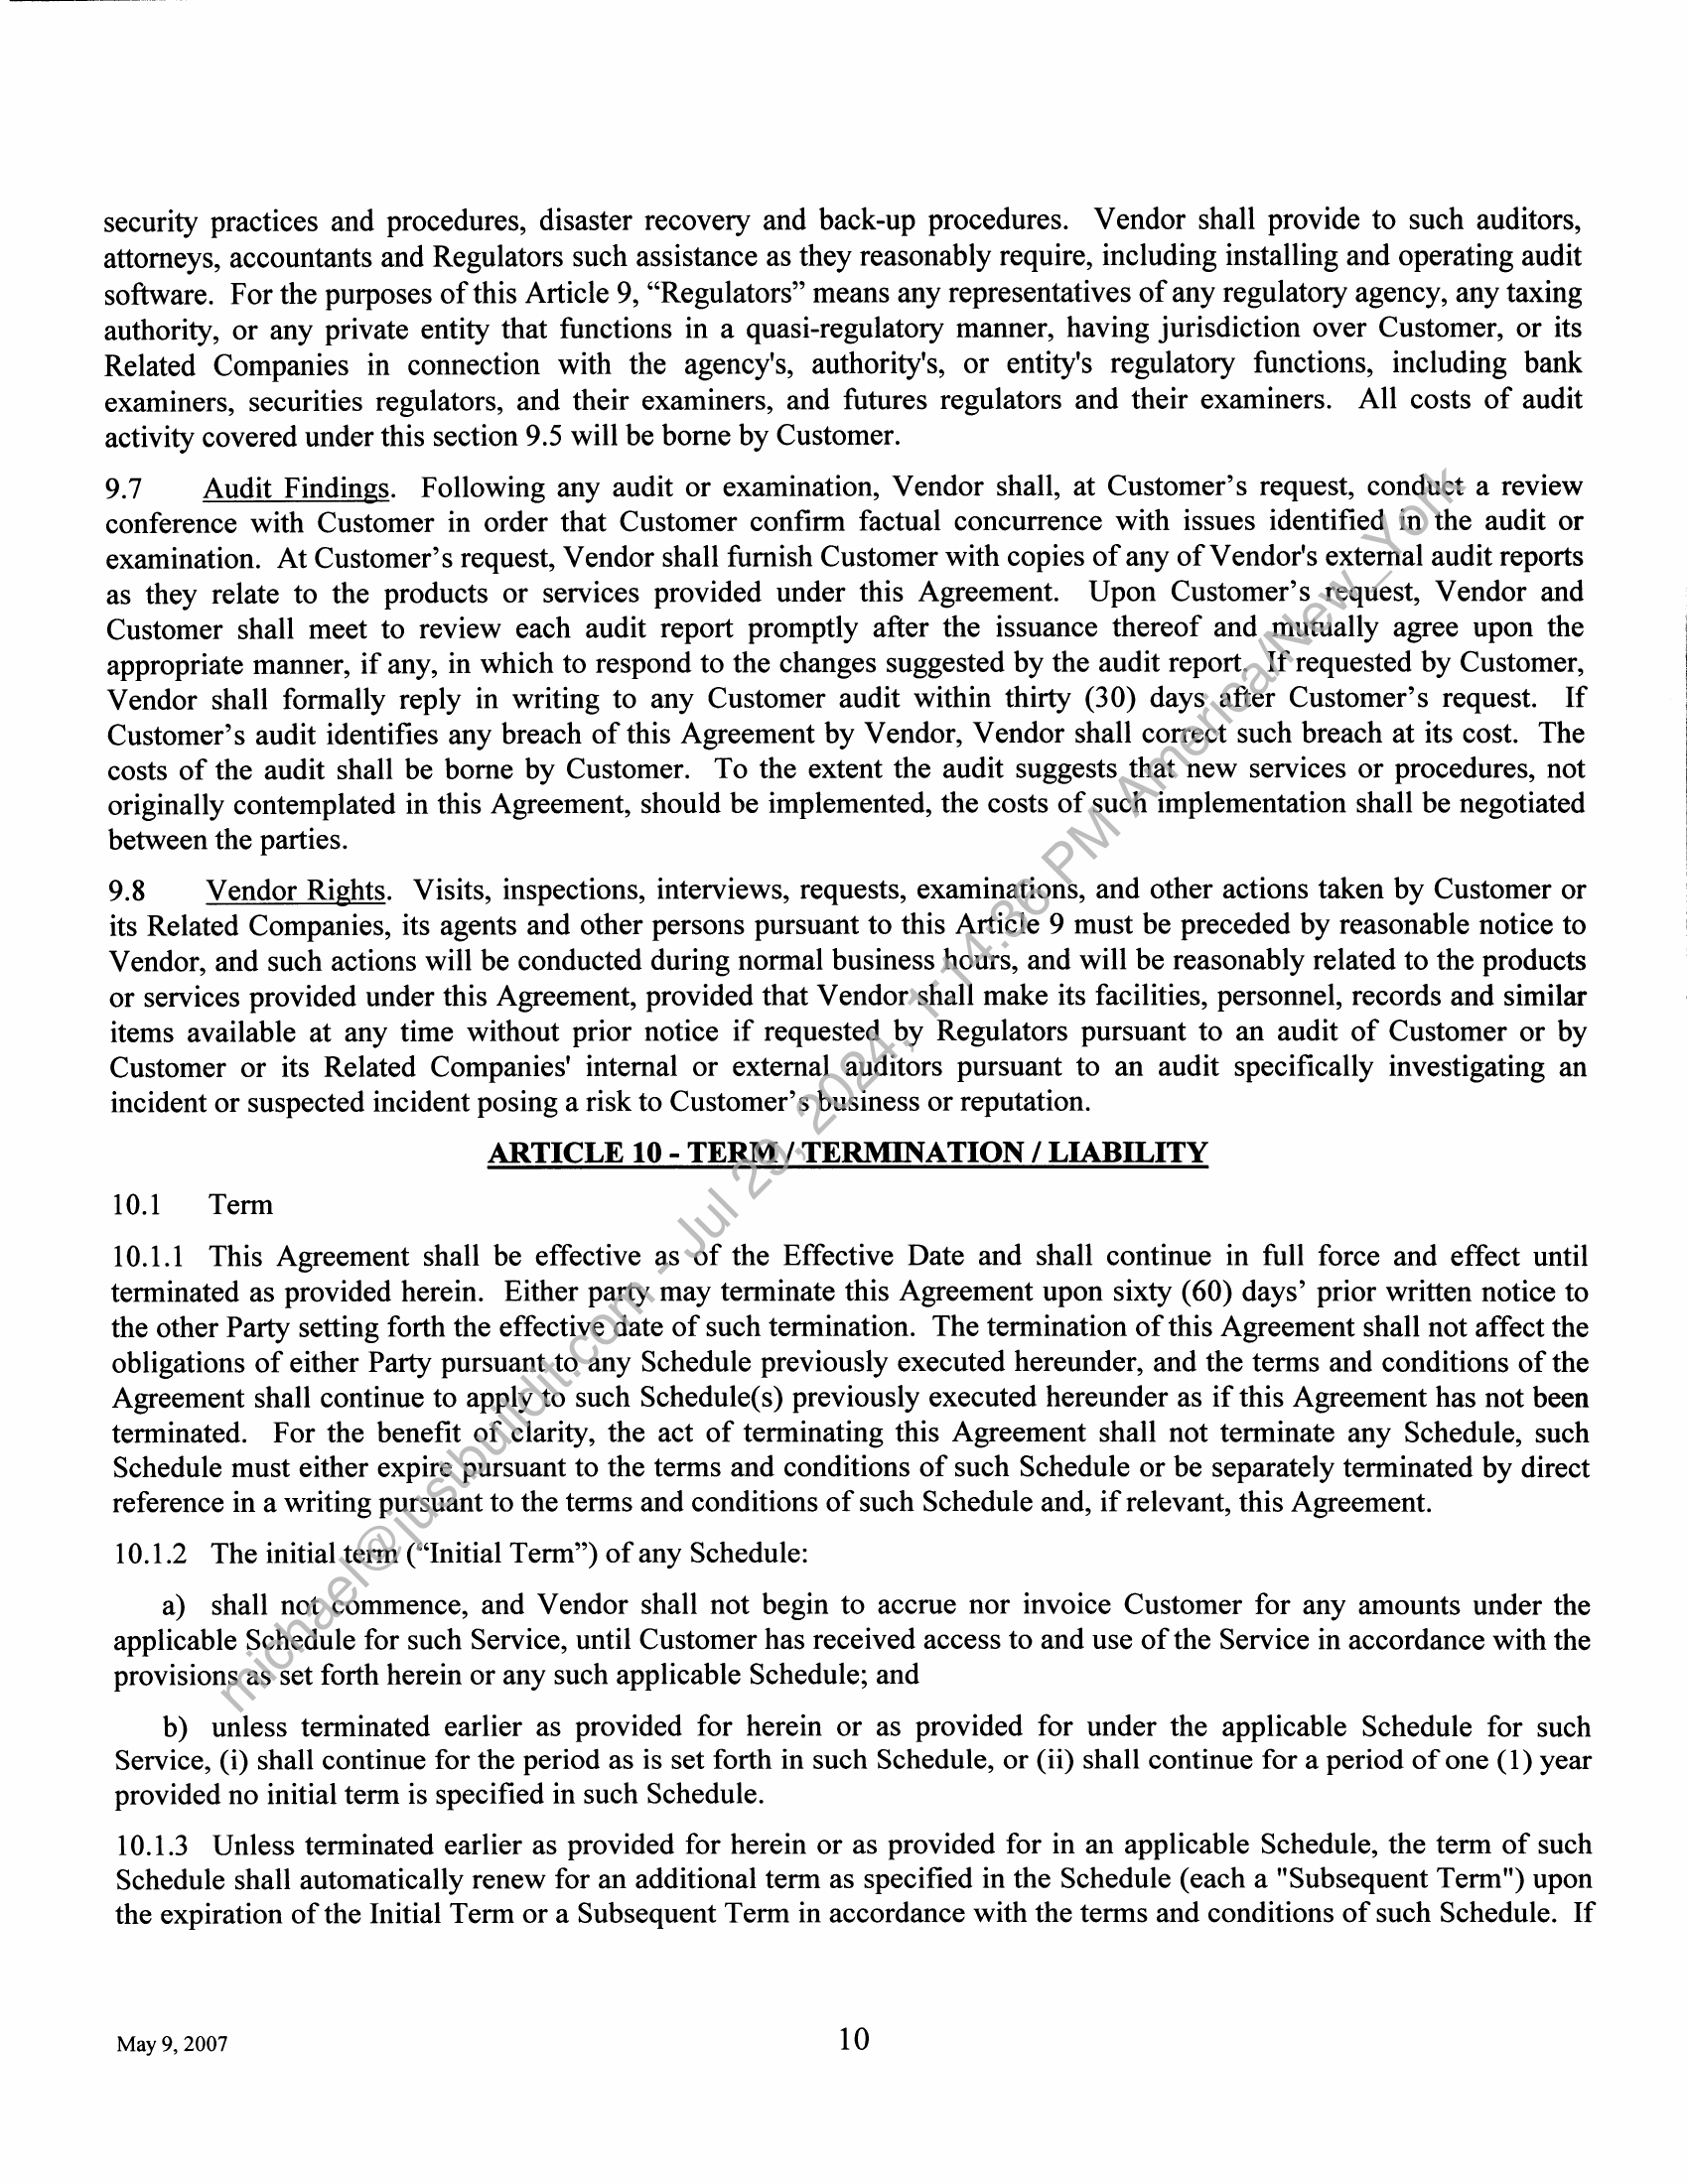 security practices and procedures, disaster recovery and back-up procedures. Vendor shall provide to such auditors,
attorneys, accountants and Regulators such assistance as they reasonably require, including installing and operating audit
software. For the purposes of this Article 9, “Regulators” means any representatives of any regulatory agency, any taxing
authority, or any private entity that functions in a quasi-regulatory manner, having jurisdiction over Customer, or its
Related Companies in connection with the agency's, authority's, or entity's regulatory functions, including bank
examiners, securities regulators, and their examiners, and futures regulators and their examiners. All costs of audit
activity covered under this section 9.5 will be borne by Customer.
9.7 Audit Findings. Following any audit or examination, Vendor shall, at Customer’s request, conduct a review
conference with Customer in order that Customer confirm factual concurrence with issues identified in the audit or
examination. At Customer’s request, Vendor shall furnish Customer with copies of any of Vendor's external audit reports
as they relate to the products or services provided under this Agreement. Upon Customer’s request, Vendor and
Customer shall meet to review each audit report promptly after the issuance thereof and mutually agree upon the
appropriate manner, if any, in which to respond to the changes suggested by the audit report. If requested by Customer,
Vendor shall formally reply in writing to any Customer audit within thirty (30) days after Customer’s request. If
Customer’s audit identifies any breach of this Agreement by Vendor, Vendor shall correct such breach at its cost. The
costs of the audit shall be borne by Customer. To the extent the audit suggests that new services or procedures, not
originally contemplated in this Agreement, should be implemented, the costs of such implementation shall be negotiated
between the parties.
9.8 Vendor Rights. Visits, inspections, interviews, requests, examinations, and other actions taken by Customer or
its Related Companies, its agents and other persons pursuant to this Article 9 must be preceded by reasonable notice to
Vendor, and such actions will be conducted during normal business hours, and will be reasonably related to the products
or services provided under this Agreement, provided that Vendor shall make its facilities, personnel, records and similar
items available at any time without prior notice if requested by Regulators pursuant to an audit of Customer or by
Customer or its Related Companies' internal or external auditors pursuant to an audit specifically investigating an
incident or suspected incident posing a risk to Customer’s business or reputation.
ARTICLE 10 - TERM / TERMINATION / LIABILITY
10.1 Term
10.1.1 This Agreement shall be effective as of the Effective Date and shall continue in full force and effect until
terminated as provided herein. Either party may terminate this Agreement upon sixty (60) days’ prior written notice to
the other Party setting forth the effective date of such termination. The termination of this Agreement shall not affect the
obligations of either Party pursuant to any Schedule previously executed hereunder, and the terms and conditions of the
Agreement shall continue to apply to such Schedule(s) previously executed hereunder as if this Agreement has not been
terminated. For the benefit of clarity, the act of terminating this Agreement shall not terminate any Schedule, such
Schedule must either expire pursuant to the terms and conditions of such Schedule or be separately terminated by direct
reference in a writing pursuant to the terms and conditions of such Schedule and, if relevant, this Agreement.
10.1.2 The initial term (“Initial Term”) of any Schedule:
a) shall not commence, and Vendor shall not begin to accrue nor invoice Customer for any amounts under the
applicable Schedule for such Service, until Customer has received access to and use of the Service in accordance with the
provisions as set forth herein or any such applicable Schedule; and
b) unless terminated earlier as provided for herein or as provided for under the applicable Schedule for such
Service, (i) shall continue for the period as is set forth in such Schedule, or (ii) shall continue for a period of one (1) year
provided no initial term is specified in such Schedule.
10.1.3 Unless terminated earlier as provided for herein or as provided for in an applicable Schedule, the term of such
Schedule shall automatically renew for an additional term as specified in the Schedule (each a "Subsequent Term") upon
the expiration of the Initial Term or a Subsequent Term in accordance with the terms and conditions of such Schedule. If
May 9, 2007
10
michael@justbuildit.com - Jul 29, 2024, 1:14:36 PM America/New_York